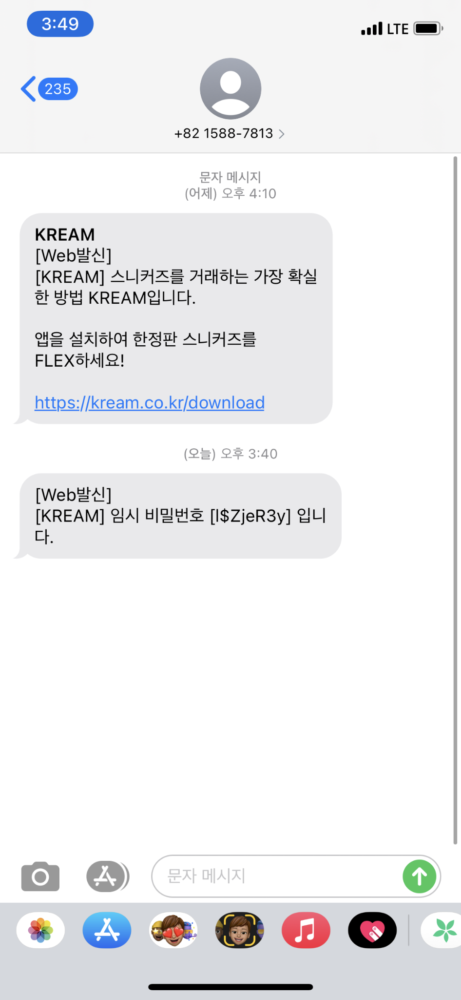 3:49
LTE
235
+82 1588-7813
문자 메시지
(어제) 오후 4:10
KREAM
[Web발신]
[KREAM] 스니커즈를 거래하는 가장 확실
한 방법 KREAM입니다.
앱을 설치하여 한정판 스니커즈를
FLEX하세요!
https://kream.co.kr/download
(오늘) 오후 3:40
[Web발신]
[KREAM] 임시 비밀번호 [l$ZjeR3y] 입니
다.
문자 메시지